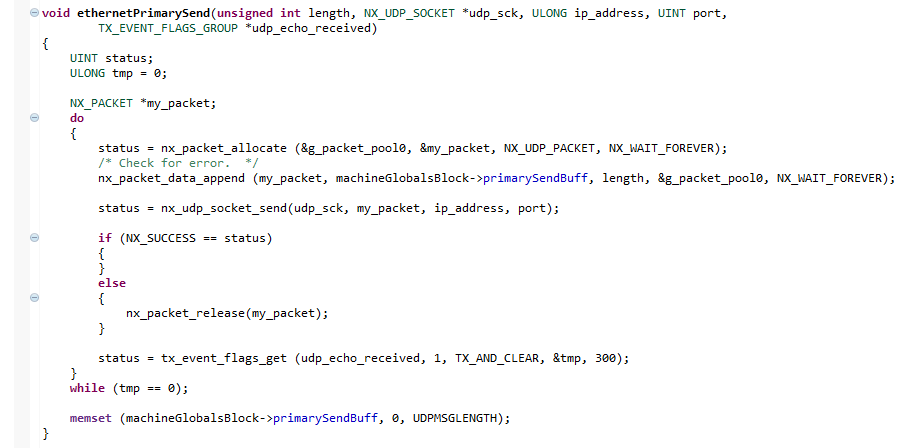 void ethernetPrimarySend(unsigned int length, NX_UDP_SOCKET *udp_sck, ULONG ip_address, UINT port,
        TX_EVENT_FLAGS_GROUP *udp_echo_received)
{
    UINT status;
    ULONG tmp = 0;

    NX_PACKET *my_packet;
    do
    {
        status = nx_packet_allocate (&g_packet_pool0, &my_packet, NX_UDP_PACKET, NX_WAIT_FOREVER);
        /* Check for error.  */
        nx_packet_data_append (my_packet, machineGlobalsBlock->primarySendBuff, length, &g_packet_pool0, NX_WAIT_FOREVER);

        status = nx_udp_socket_send(udp_sck, my_packet, ip_address, port);

        if (NX_SUCCESS == status)
        {
        }
        else
        {
            nx_packet_release(my_packet);
        }

        status = tx_event_flags_get (udp_echo_received, 1, TX_AND_CLEAR, &tmp, 300);
    }
    while (tmp == 0);

    memset (machineGlobalsBlock->primarySendBuff, 0, UDPMSGLENGTH);
}